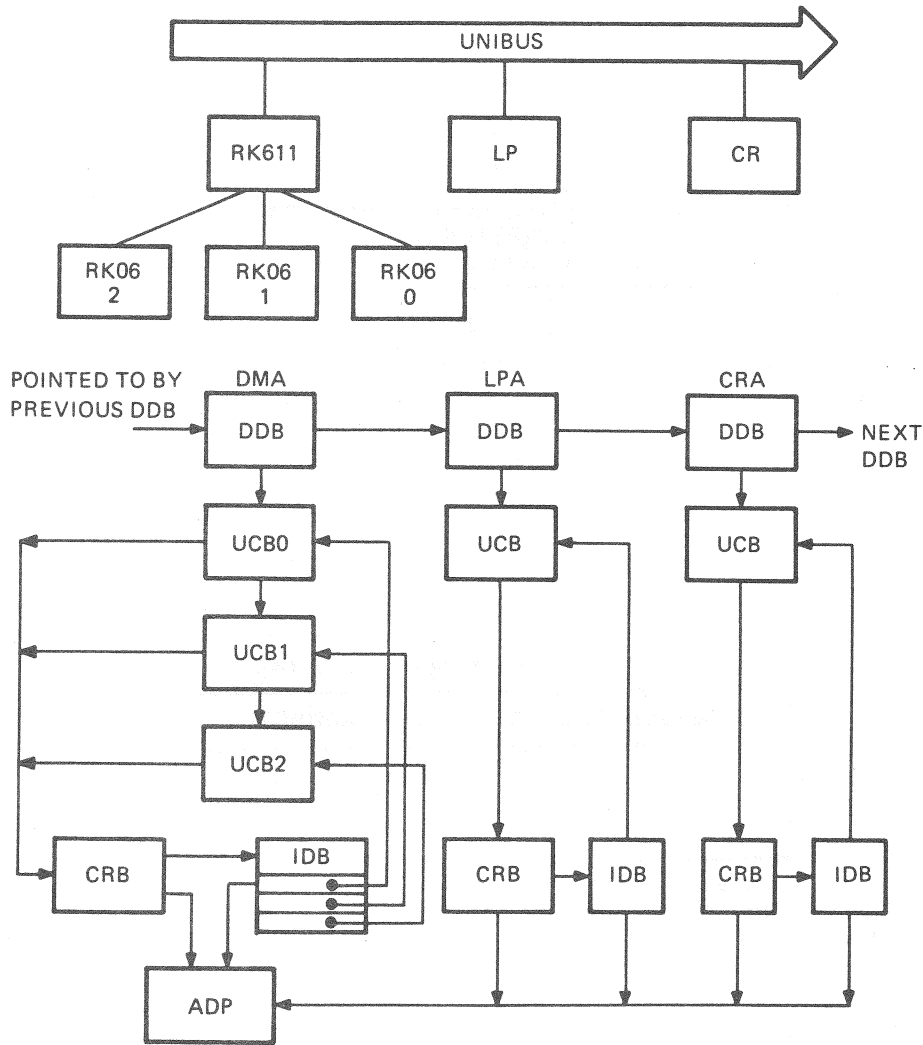 UNIBUS
RK611
LP
CR
RK06
2
RK06
1
RK06
0
POINTED TO BY
PREVIOUS DDB
DMA
LPA
CRA
DDB
DDB
DDB
NEXT
DDB
UCB0
UCB
UCB
UCB1
UCB2
CRB
IDB
CRB
IDB
CRB
IDB
ADP